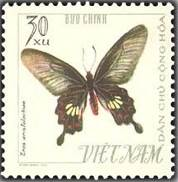 30
XU
BƯU CHÍNH
VIỆT NAM
DÂN CHỦ CỘNG HÒA